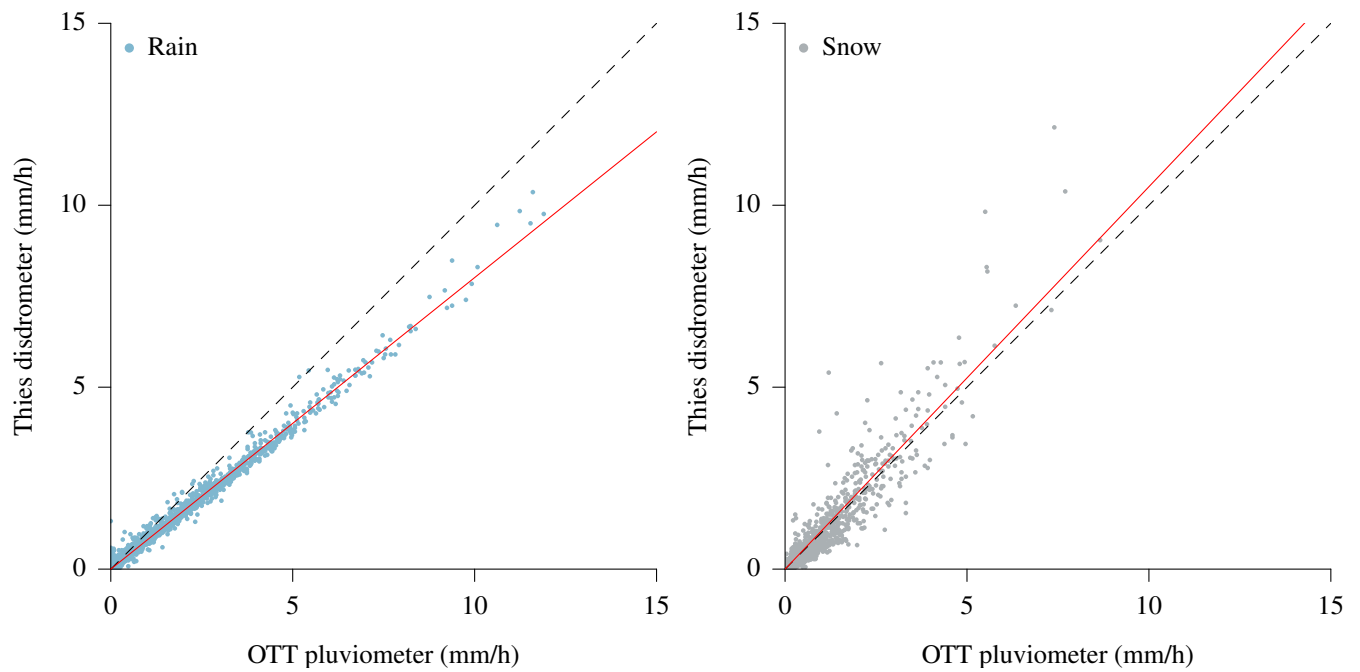 Rain
15
10
5
0
Thies disdrometer (mm/h)
0 5 10 15
OTT pluviometer (mm/h)
Snow
15
10
5
0
Thies disdrometer (mm/h)
0 5 10 15
OTT pluviometer (mm/h)